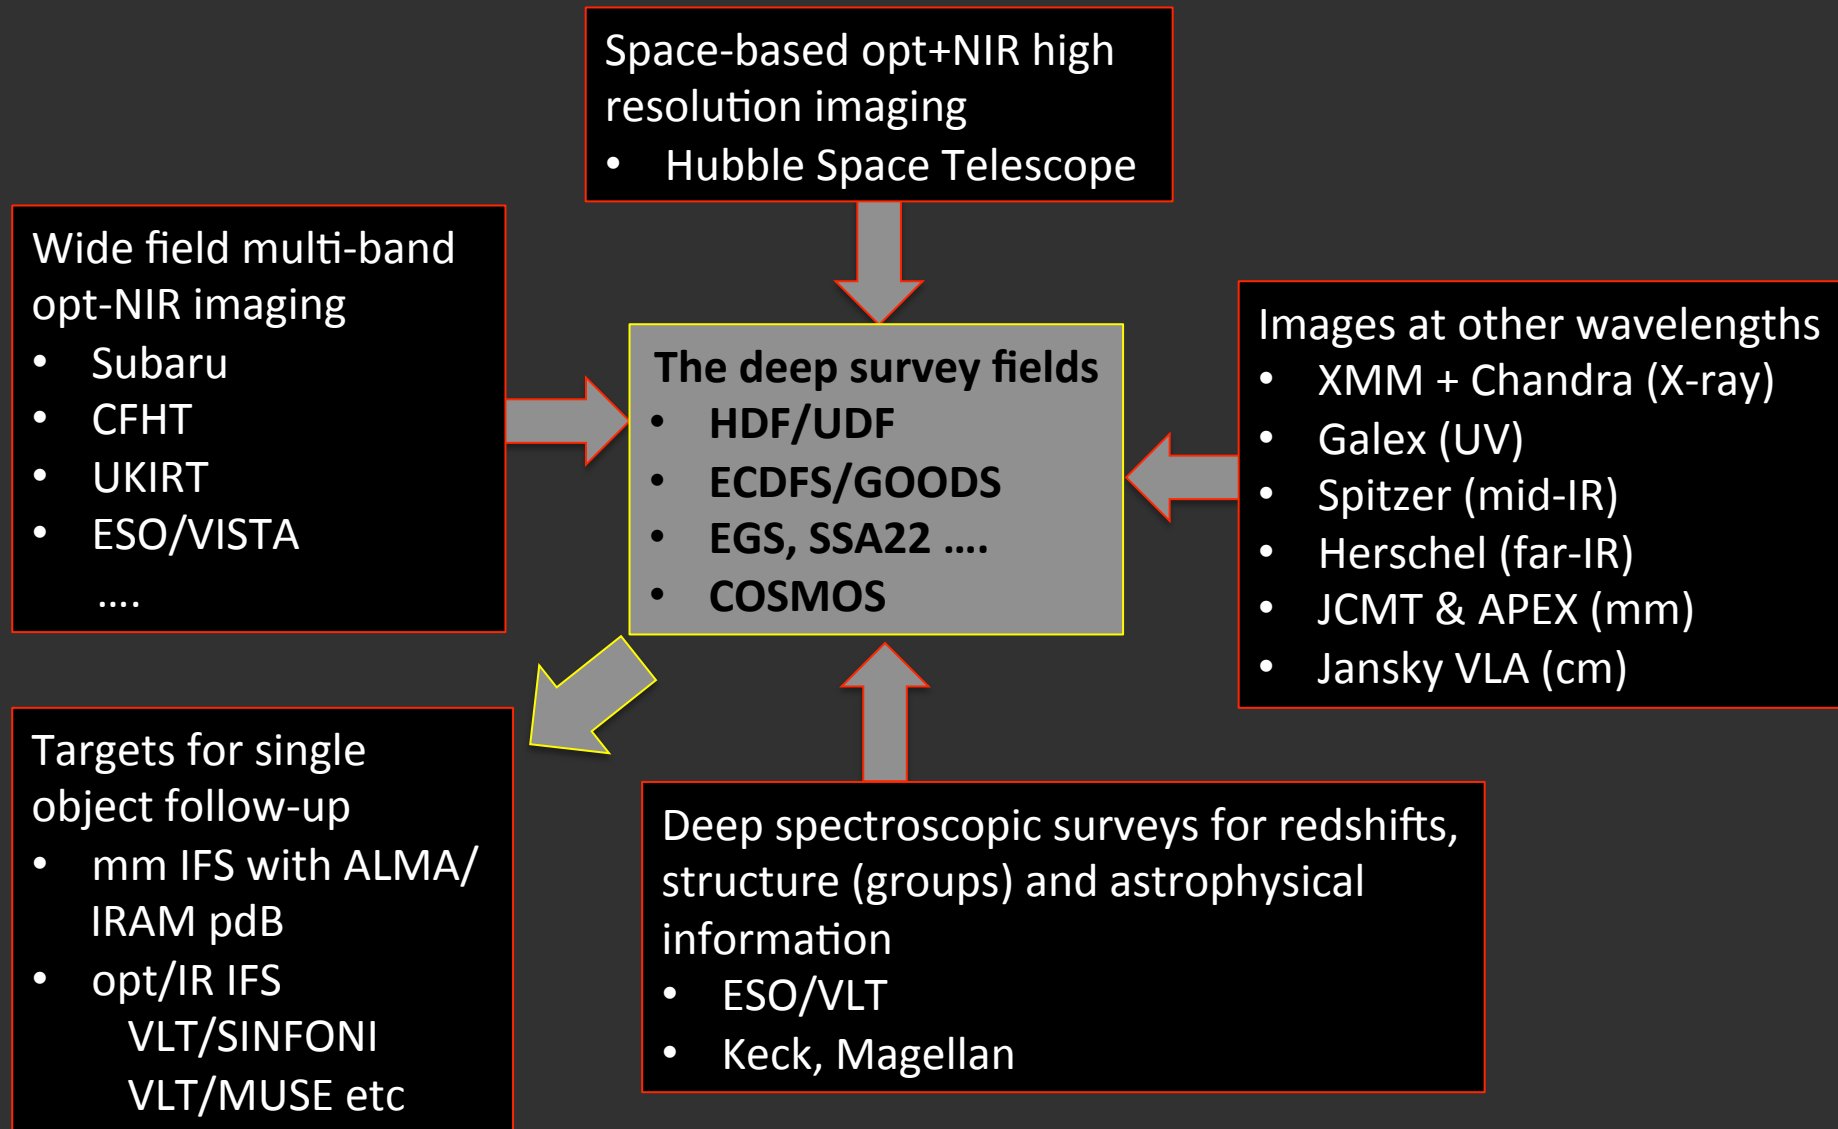 Space-based opt+NIR high
resolution imaging
• Hubble Space Telescope
Wide field multi-band
opt-NIR imaging
• Subaru
• CFHT
• UKIRT
• ESO/VISTA
....
The deep survey fields
• HDF/UDF
• ECDFS/GOODS
• EGS, SSA22 ....
• COSMOS
Images at other wavelengths
• XMM + Chandra (X-ray)
• Galex (UV)
• Spitzer (mid-IR)
• Herschel (far-IR)
• JCMT & APEX (mm)
• Jansky VLA (cm)
Targets for single
object follow-up
• mm IFS with ALMA/
IRAM pdB
• opt/IR IFS
VLT/SINFONI
VLT/MUSE etc
Deep spectroscopic surveys for redshifts,
structure (groups) and astrophysical
information
• ESO/VLT
• Keck, Magellan